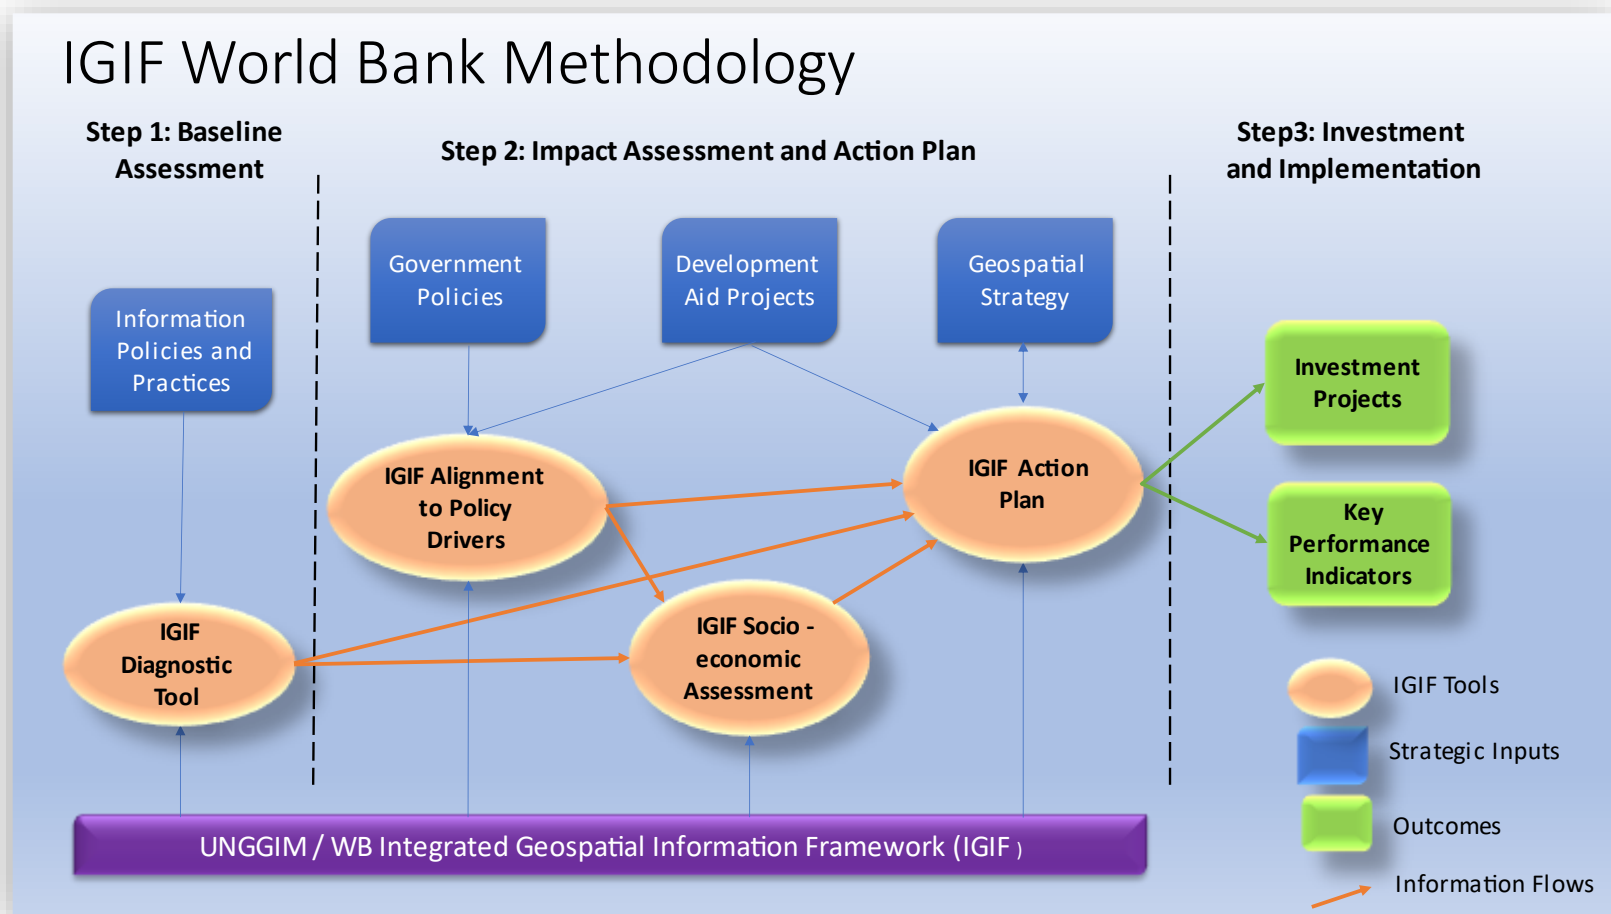 IGIF World Bank Methodology
Step 1: Baseline
Assessment
Step 2: Impact Assessment and Action Plan
Step3: Investment
and Implementation
Government
Policies
Development
Aid Projects
Geospatial
Strategy
Information
Policies and
Practices
Investment
Projects
IGIF Alignment
to Policy
Drivers
IGIF Action
Plan
Key
Performance
Indicators
IGIF
Diagnostic
Tool
IGIF Socio -
economic
Assessment
IGIF Tools
Strategic Inputs
Outcomes
Information Flows
UNGGIM / WB Integrated Geospatial Information Framework (IGIF )